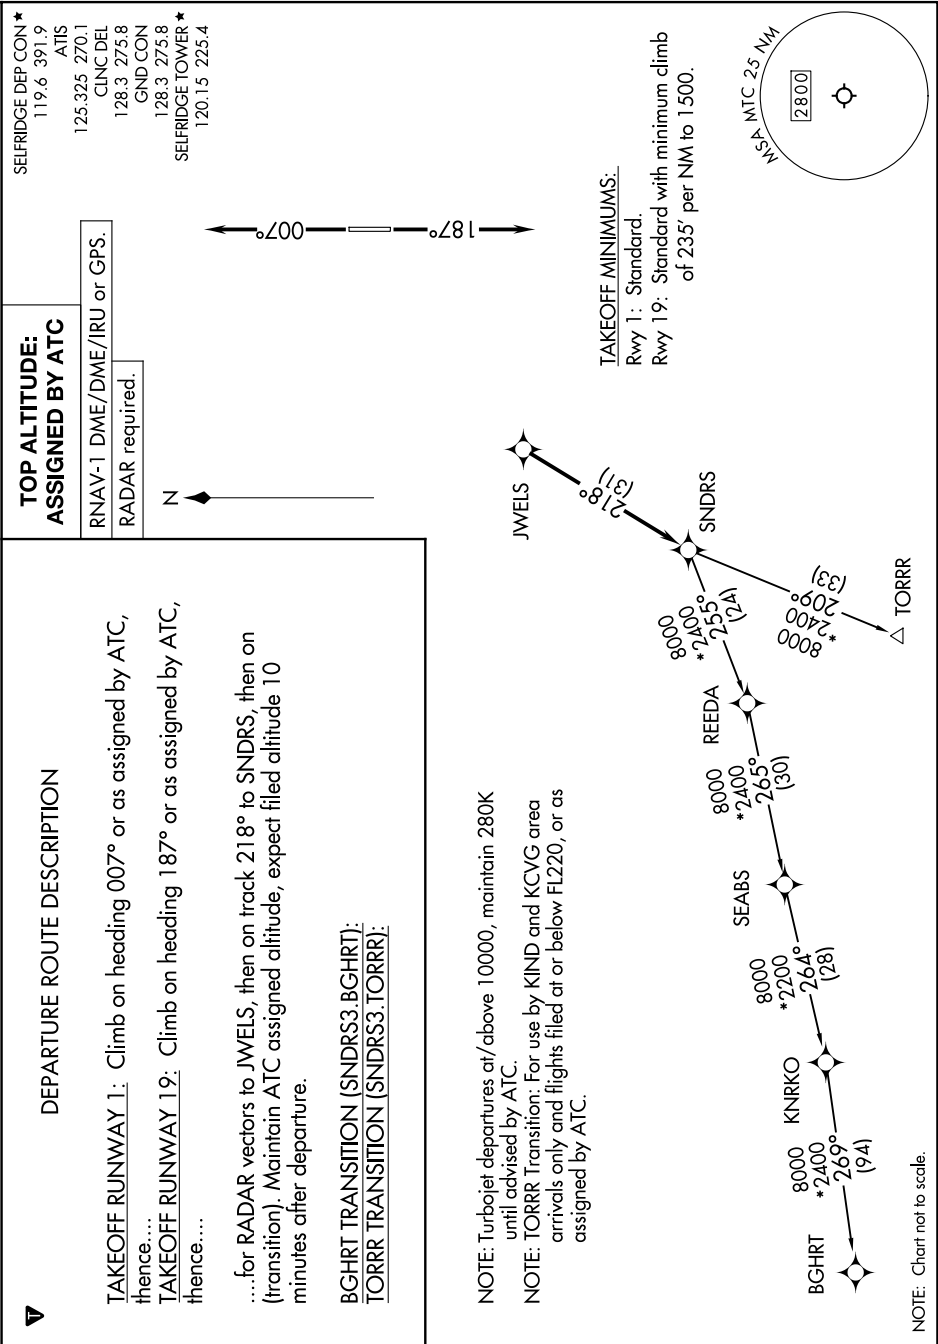 SELFRIDGE DEP CON ★
119.6 391.9
ATIS
125.325 270.1
CLNC DEL
128.3 275.8
GND CON
128.3 275.8
SELFRIDGE TOWER ★
120.15 225.4
TOP ALTITUDE:
ASSIGNED BY ATC
RNAV-1 DME/DME/IRU or GPS.
RADAR required.
N
007°
187°
TAKEOFF MINIMUMS:
Rwy 1: Standard.
Rwy 19: Standard with minimum climb
of 235' per NM to 1500.
MSA MTC 25 NM
2800
T
DEPARTURE ROUTE DESCRIPTION
TAKEOFF RUNWAY 1: Climb on heading 007° or as assigned by ATC,
thence....
TAKEOFF RUNWAY 19: Climb on heading 187° or as assigned by ATC,
thence....
....for RADAR vectors to JWELS, then on track 218° to SNDRS, then on
(transition). Maintain ATC assigned altitude, expect filed altitude 10
minutes after departure.
BGHRT TRANSITION (SNDRS3.BGHRT):
TORRR TRANSITION (SNDRS3.TORRR):
NOTE: Turbojet departures at/above 10000, maintain 280K
until advised by ATC.
NOTE: TORRR Transition: For use by KIND and KCVG area
arrivals only and flights filed at or below FL220, or as
assigned by ATC.
JWELS
218°
(31)
SNDRS
8000
*2400
209°
(33)
TORRR
8000
*2400
255°
(24)
REEDA
8000
*2400
265°
(30)
SEABS
8000
*2200
264°
(28)
KNRKO
8000
*2400
269°
(94)
BGHRT
NOTE: Chart not to scale.